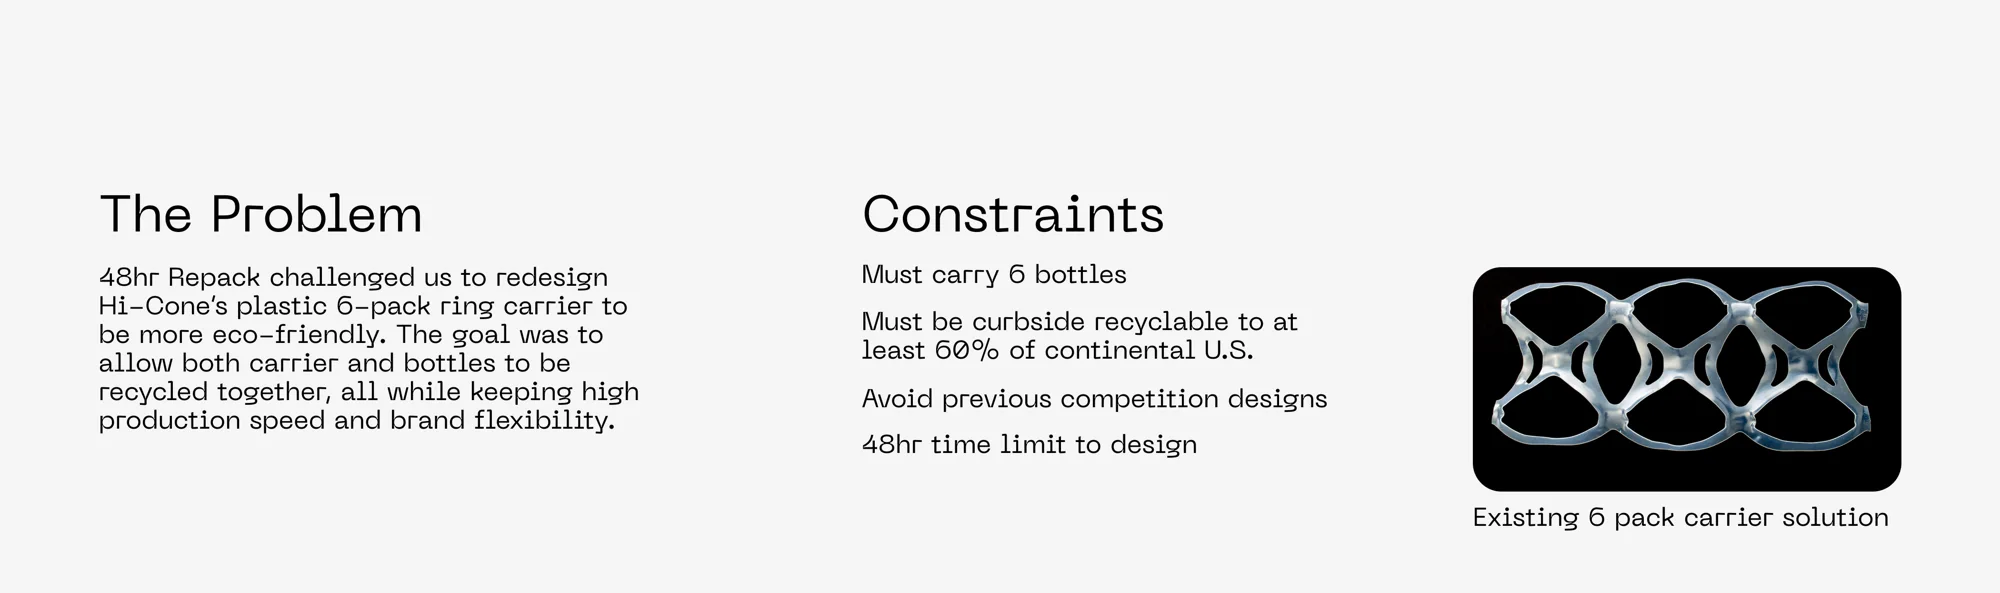 The Problem
48hr Repack challenged us to redesign
Hi-Cone's plastic 6-pack ring carrier to
be more eco-friendly. The goal was to
allow both carrier and bottles to be
recycled together, all while keeping high
production speed and brand flexibility.
Constraints
Must carry 6 bottles
Must be curbside recyclable to at
least 60% of continental U.S.
Avoid previous competition designs
48hr time limit to design
Existing 6 pack carrier solution